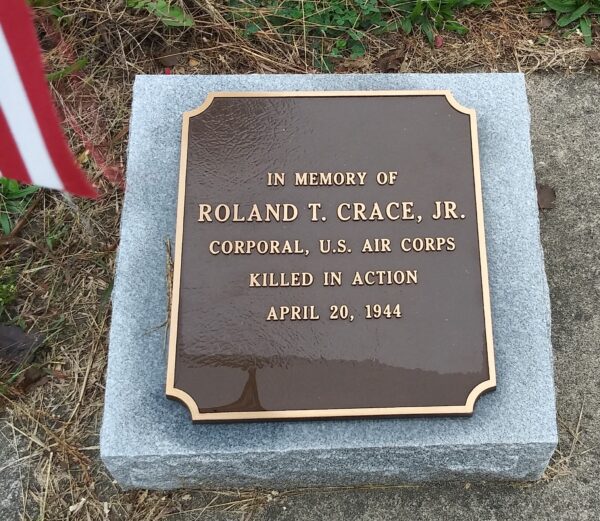 IN MEMORY OF
ROLAND T. CRACE, JR.
CORPORAL, U.S. AIR CORPS
KILLED IN ACTION
APRIL 20, 1944